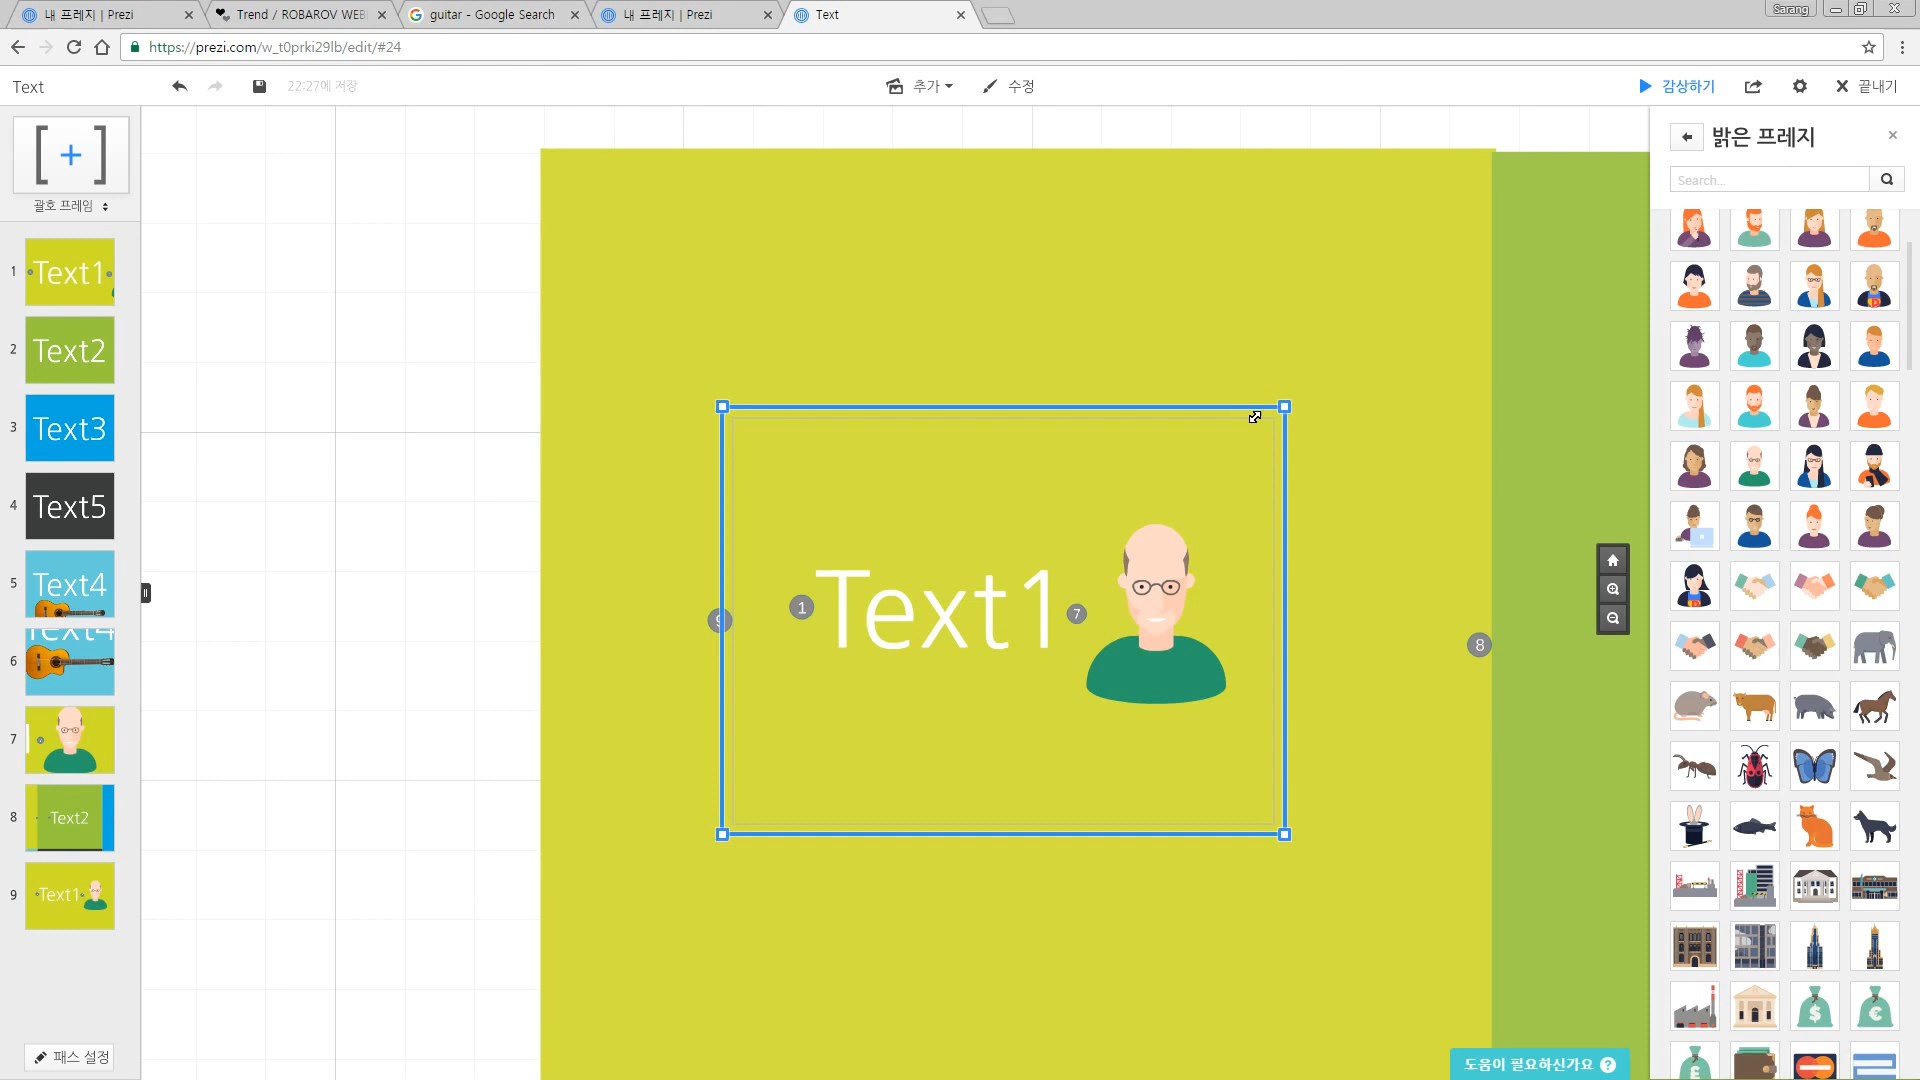 내 프레지 | Prezi
Trend / ROBAROV WEB
guitar - Google Search
내 프레지 | Prezi
Text
Sarang
https://prezi.com/w_t0prki29lb/edit/#24
Text
22:27에 저장
추가
수정
감상하기
끝내기
괄호 프레임
1
Text1
2
Text2
3
Text3
4
Text5
5
Text4
6
Text4
7
8
Text2
9
Text1
패스 설정
9
1
Text1
7
8
밝은 프레지
Search...
도움이 필요하신가요 ?